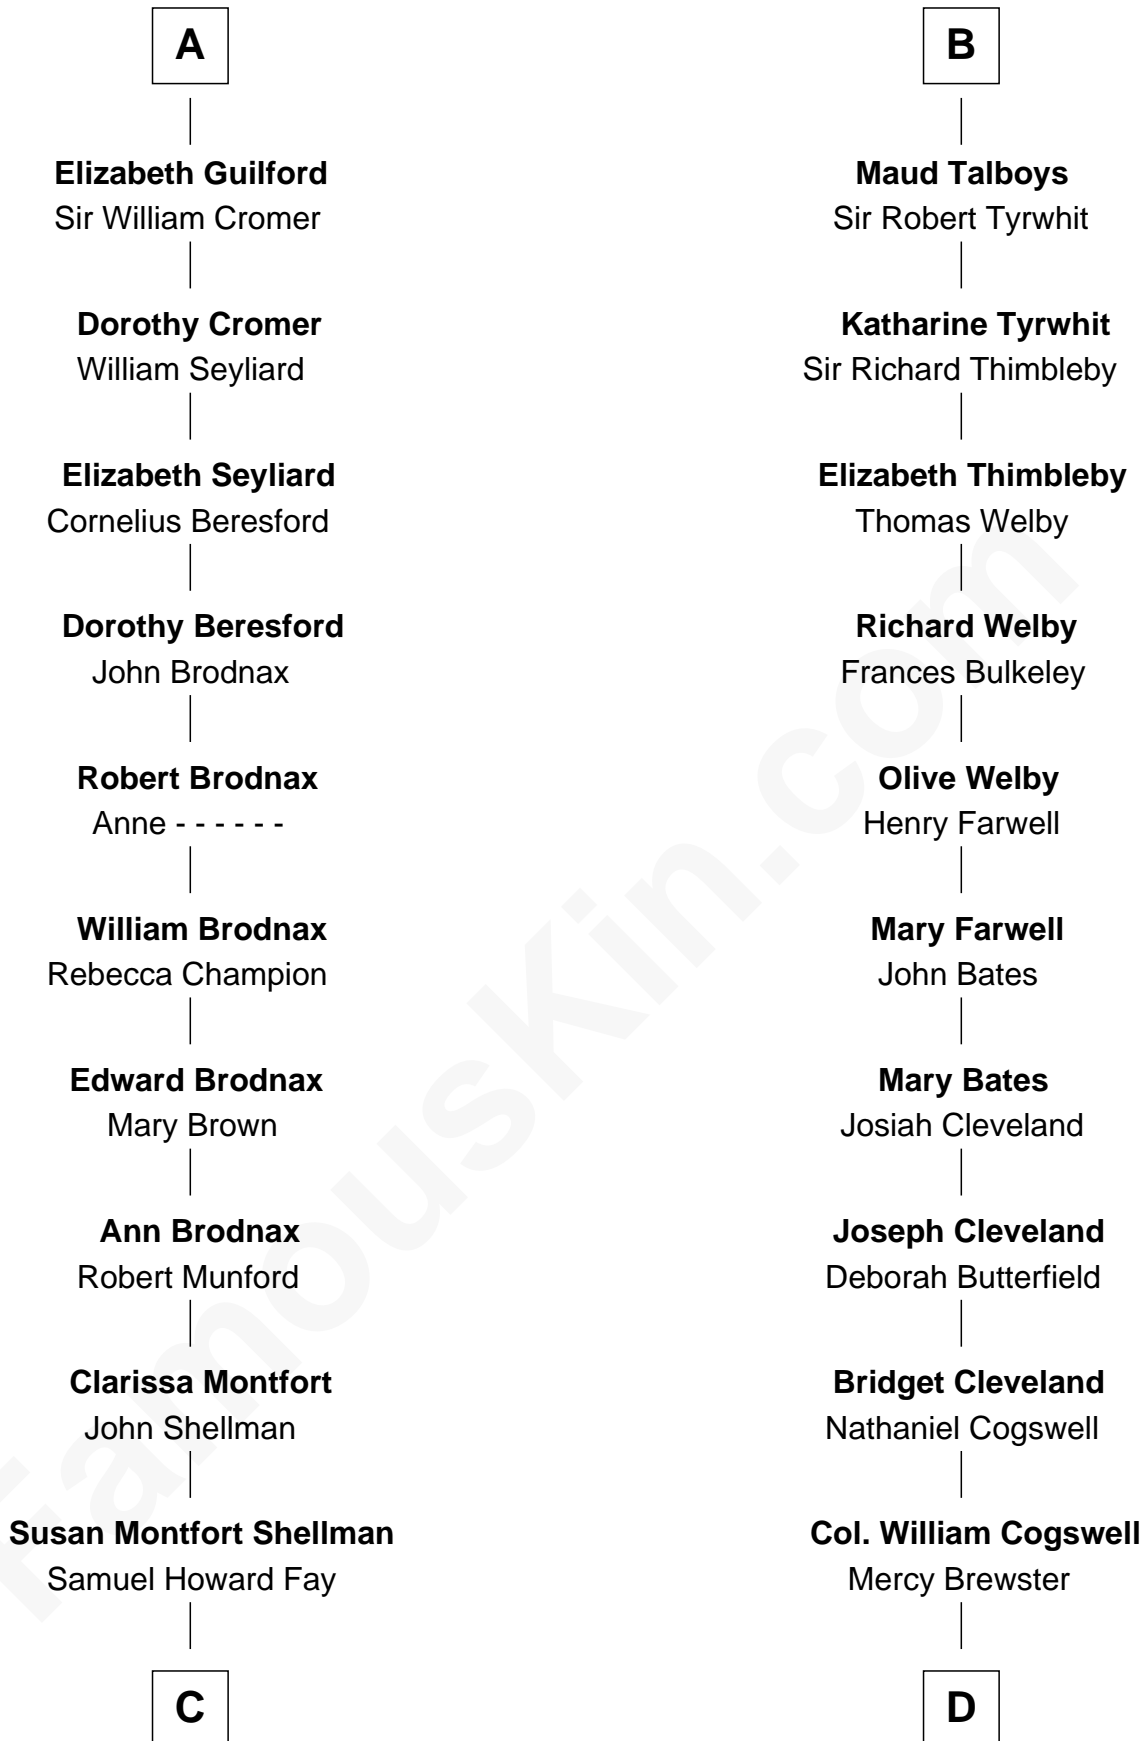 A
Elizabeth Guilford
Sir William Cromer
Dorothy Cromer
William Seyliard
Elizabeth Seyliard
Cornelius Beresford
Dorothy Beresford
John Brodnax
Robert Brodnax
Anne - - - - - -
William Brodnax
Rebecca Champion
Edward Brodnax
Mary Brown
Ann Brodnax
Robert Munford
Clarissa Montfort
John Shellman
Susan Montfort Shellman
Samuel Howard Fay
C
B
Maud Talboys
Sir Robert Tyrwhit
Katharine Tyrwhit
Sir Richard Thimbleby
Elizabeth Thimbleby
Thomas Welby
Richard Welby
Frances Bulkeley
Olive Welby
Henry Farwell
Mary Farwell
John Bates
Mary Bates
Josiah Cleveland
Joseph Cleveland
Deborah Butterfield
Bridget Cleveland
Nathaniel Cogswell
Col. William Cogswell
Mercy Brewster
D
FamousKin.com